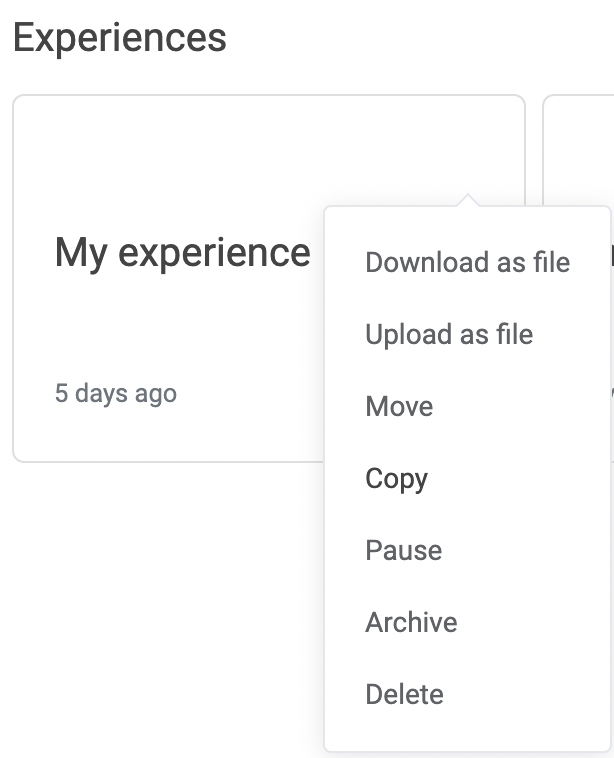 Experiences
My experience
5 days ago
Download as file
Upload as file
Move
Copy
Pause
Archive
Delete